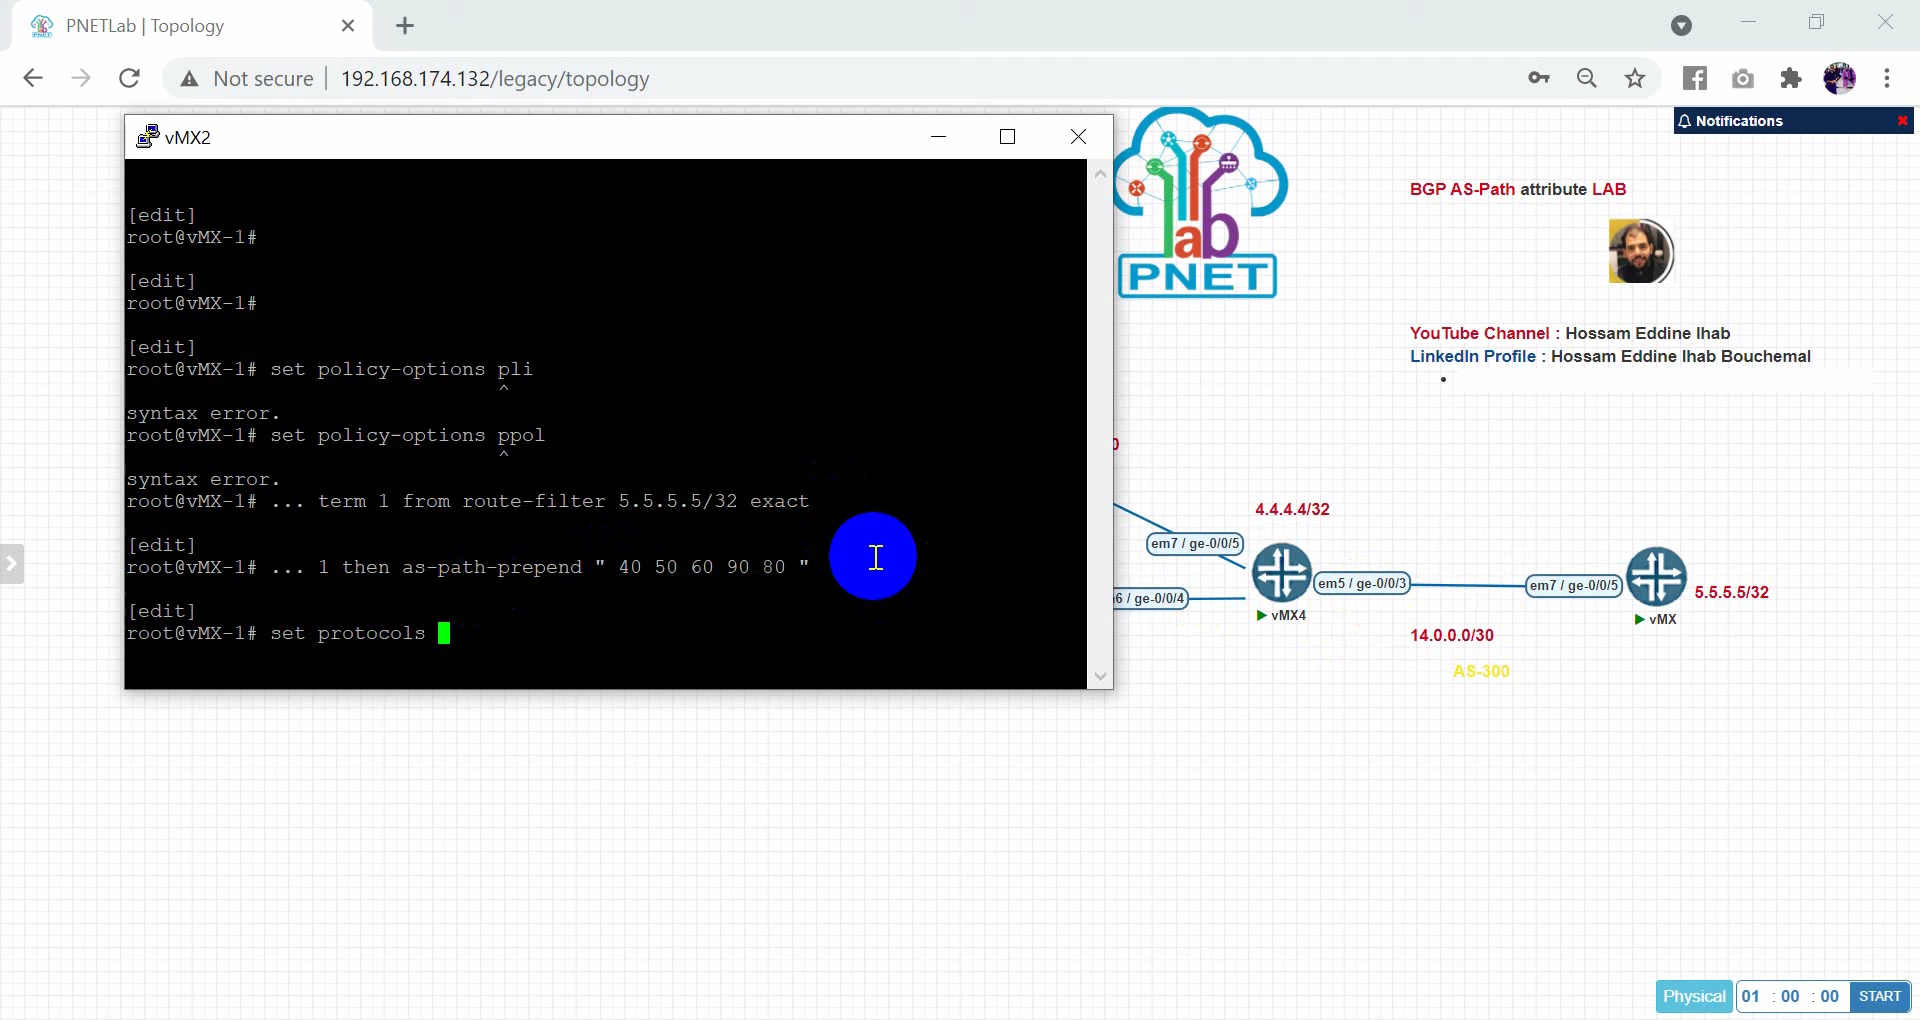 PNETLab | Topology
Not secure | 192.168.174.132/legacy/topology
vMX2
[edit]
root@vMX-1#
[edit]
root@vMX-1#
[edit]
root@vMX-1# set policy-options pli
^
syntax error.
root@vMX-1# set policy-options ppol
^
syntax error.
root@vMX-1# ... term 1 from route-filter 5.5.5.5/32 exact
[edit]
root@vMX-1# ... 1 then as-path-prepend " 40 50 60 90 80 "
[edit]
root@vMX-1# set protocols
lab
PNET
Notifications
BGP AS-Path attribute LAB
YouTube Channel : Hossam Eddine Ihab
LinkedIn Profile : Hossam Eddine Ihab Bouchemal
4.4.4.4/32
em7 / ge-0/0/5
6 / ge-0/0/4
em5 / ge-0/0/3
em7 / ge-0/0/5
5.5.5.5/32
vMX4
vMX
14.0.0.0/30
AS-300
Physical
01 : 00 : 00
START